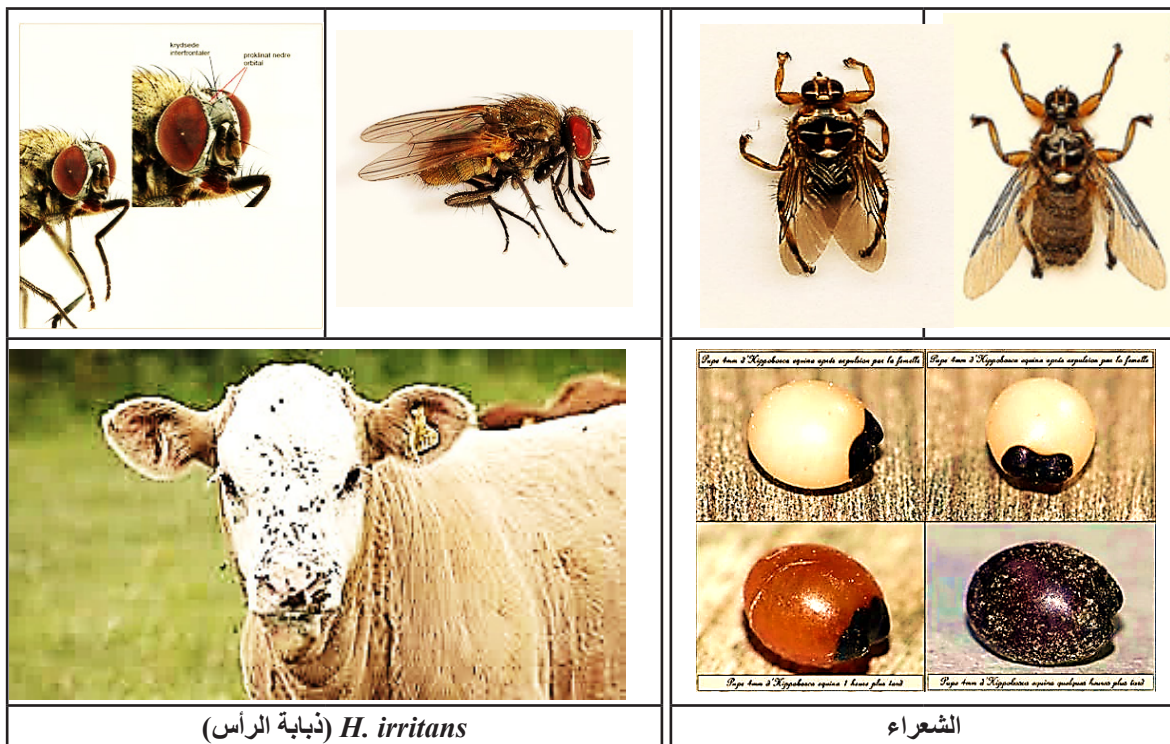 krydsede
interfrontaler
proklinat nedre
orbital
Pupe 4mm d'Hippobosca equina après expulsion par la femelle
Pupe 4mm d'Hippobosca equina après expulsion par la femelle
Pupe 4mm d'Hippobosca equina 1 heure plus tard
Pupe 4mm d'Hippobosca equina quelques heures plus tard
H. irritans (ذبابة الرأس)
الشعراء